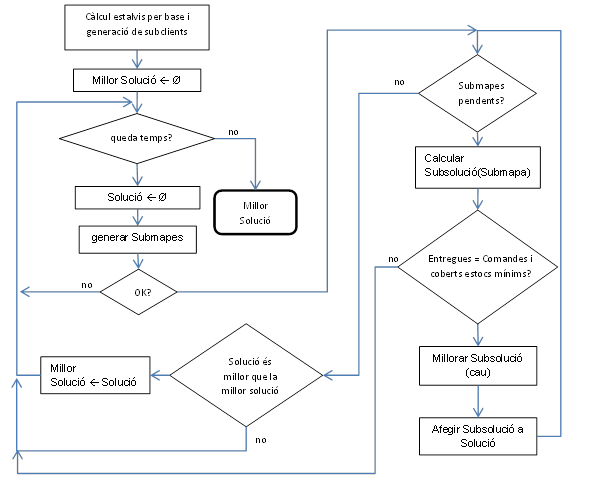 Càlcul estalvis per base i
generació de subclients
Millor Solució ← Ø
queda temps?
no
Millor
Solució
Solució ← Ø
generar Submapes
OK?
no
Submapes
pendents?
no
Calcular
Subsolució(Submapa)
Entregues = Comandes i
coberts estocs mínims?
no
Millorar Subsolució
(cau)
Afegir Subsolució a
Solució
Solució és
millor que la
millor solució
no
Millor
Solució ← Solució